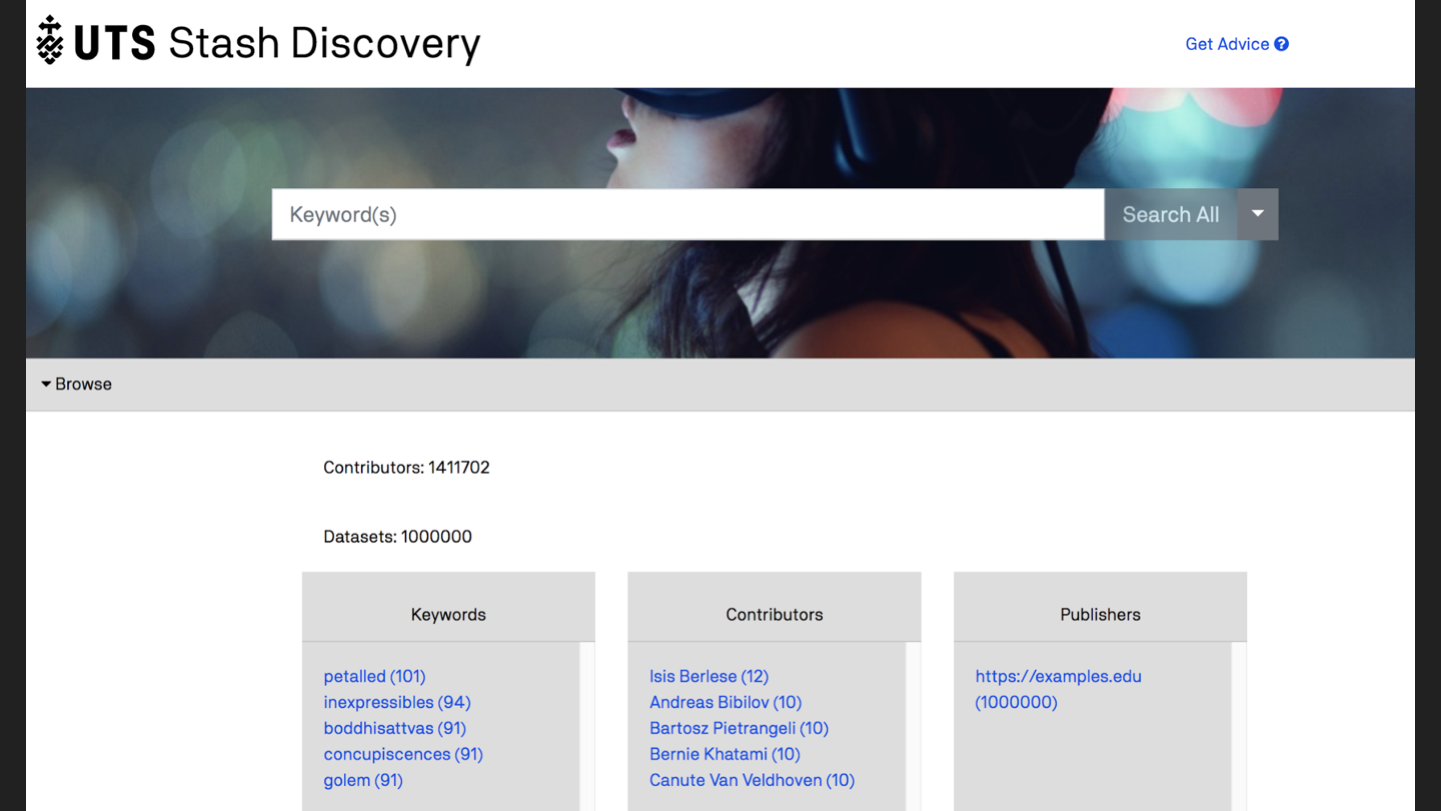 UTS Stash Discovery
Get Advice
Keyword(s)
Search All
Browse
Contributors: 1411702
Datasets: 1000000
Keywords
petalled (101)
inexpressibles (94)
boddhisattvas (91)
concupiscences (91)
golem (91)
Contributors
Isis Berlese (12)
Andreas Bibilov (10)
Bartosz Pietrangeli (10)
Bernie Khatami (10)
Canute Van Veldhoven (10)
Publishers
https://examples.edu
(1000000)